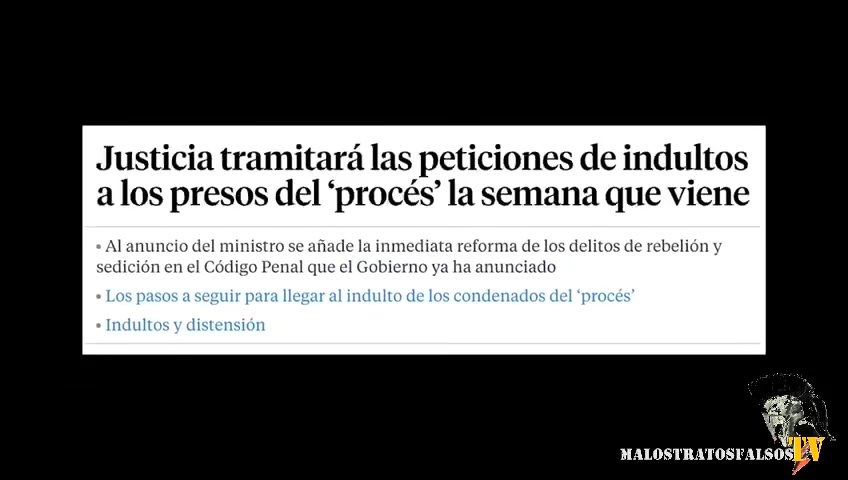 Justicia tramitará las peticiones de indultos
a los presos del ‘procés’ la semana que viene
• Al anuncio del ministro se añade la inmediata reforma de los delitos de rebelión y
sedición en el Código Penal que el Gobierno ya ha anunciado
• Los pasos a seguir para llegar al indulto de los condenados del ‘procés’
• Indultos y distensión
MALOSTRATOSFALSOS TV